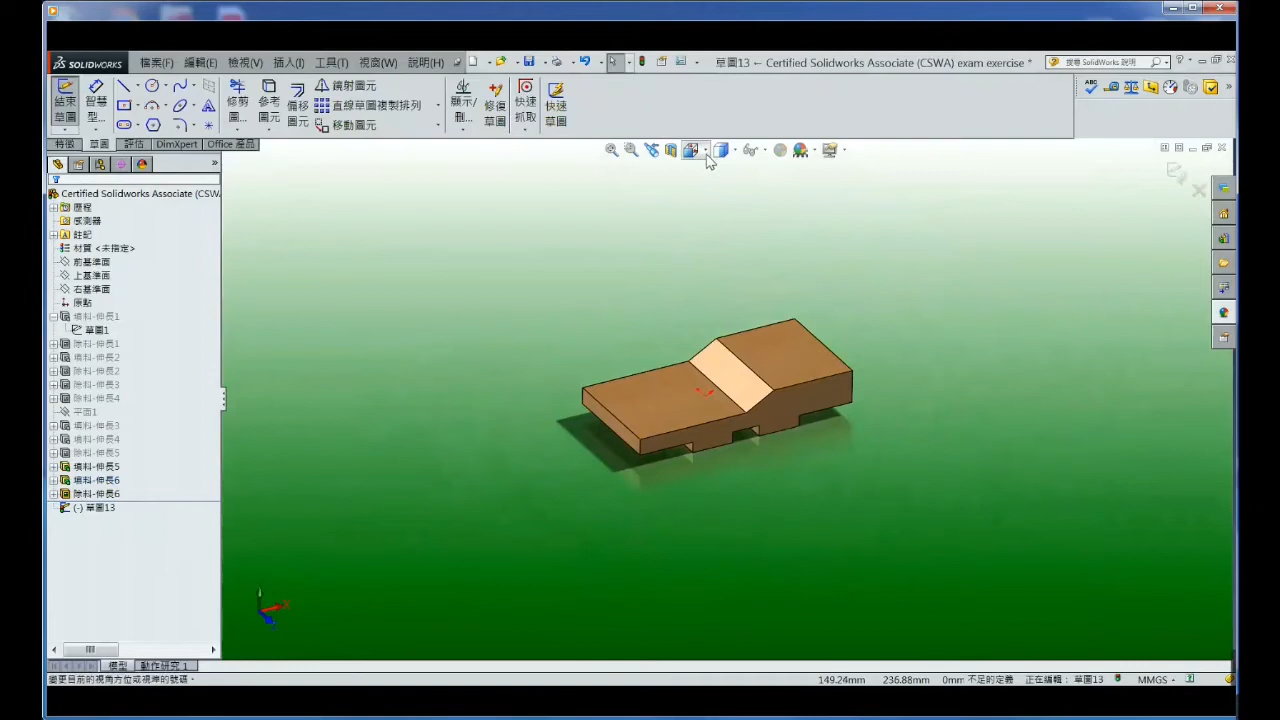 SOLIDWORKS
檔案(F) 編輯(E) 檢視(V) 插入(I) 工具(T) 視窗(W) 說明(H)
草圖13 ← Certified Solidworks Associate (CSWA) exam exercise *
搜尋 SolidWorks 說明
結束草圖
智慧型...
修剪圖...
參考圖元
偏移圖元
鏡射圖元
直線草圖複製排列
移動圖元
顯示/刪...
修復草圖
快速抓取
快速草圖
特徵 草圖 評估 DimXpert Office 產品
Certified Solidworks Associate (CSW
歷程
感測器
註記
材質 <未指定>
前基準面
上基準面
右基準面
原點
填料-伸長1
草圖1
除料-伸長1
填料-伸長2
除料-伸長2
除料-伸長3
除料-伸長4
平面1
填料-伸長3
填料-伸長4
除料-伸長5
填料-伸長5
填料-伸長6
除料-伸長6
(-) 草圖13
X
模型 動作研究 1
變更目前的視角方位或視埠的號碼。
149.24mm 236.88mm 0mm 不足的定義 正在編輯: 草圖13 MMGS